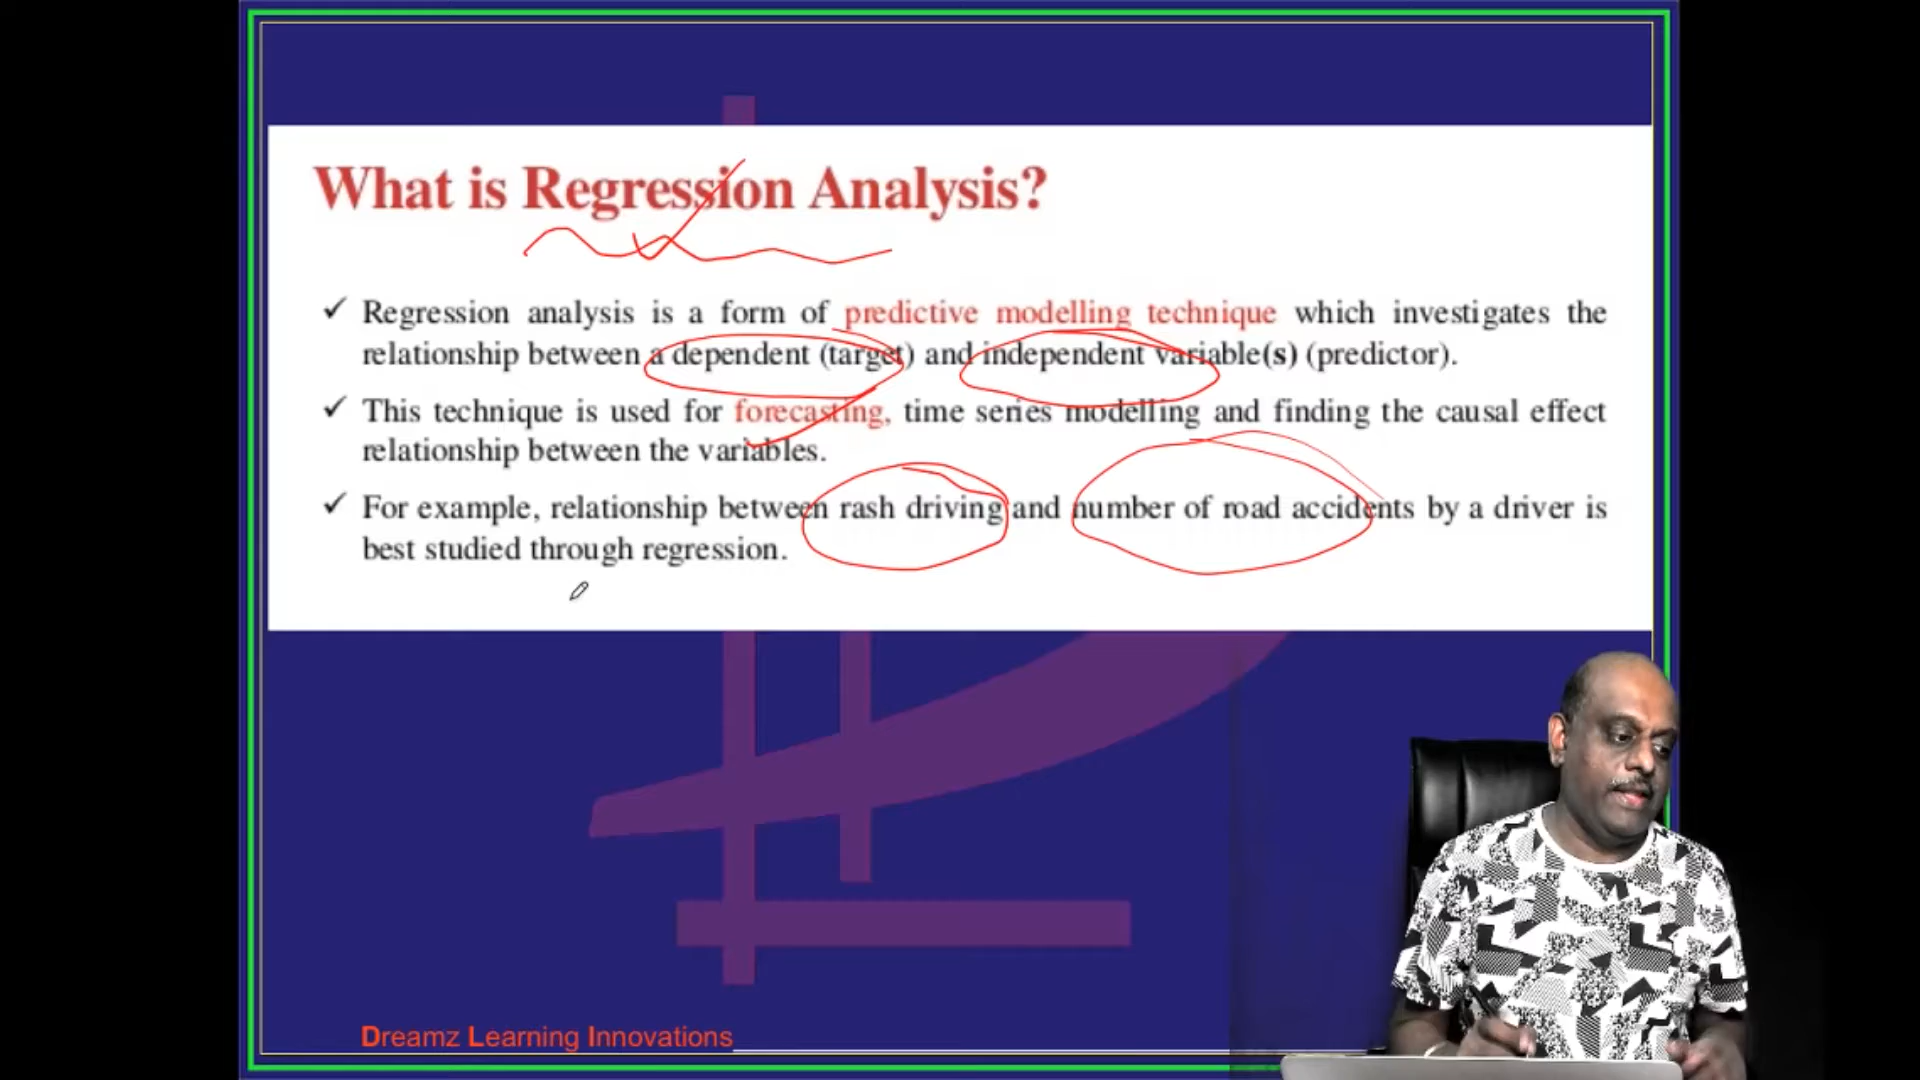 What is Regression Analysis?
✓ Regression analysis is a form of predictive modelling technique which investigates the
relationship between a dependent (target) and independent variable(s) (predictor).
✓ This technique is used for forecasting, time series modelling and finding the causal effect
relationship between the variables.
✓ For example, relationship between rash driving and number of road accidents by a driver is
best studied through regression.
Dreamz Learning Innovations